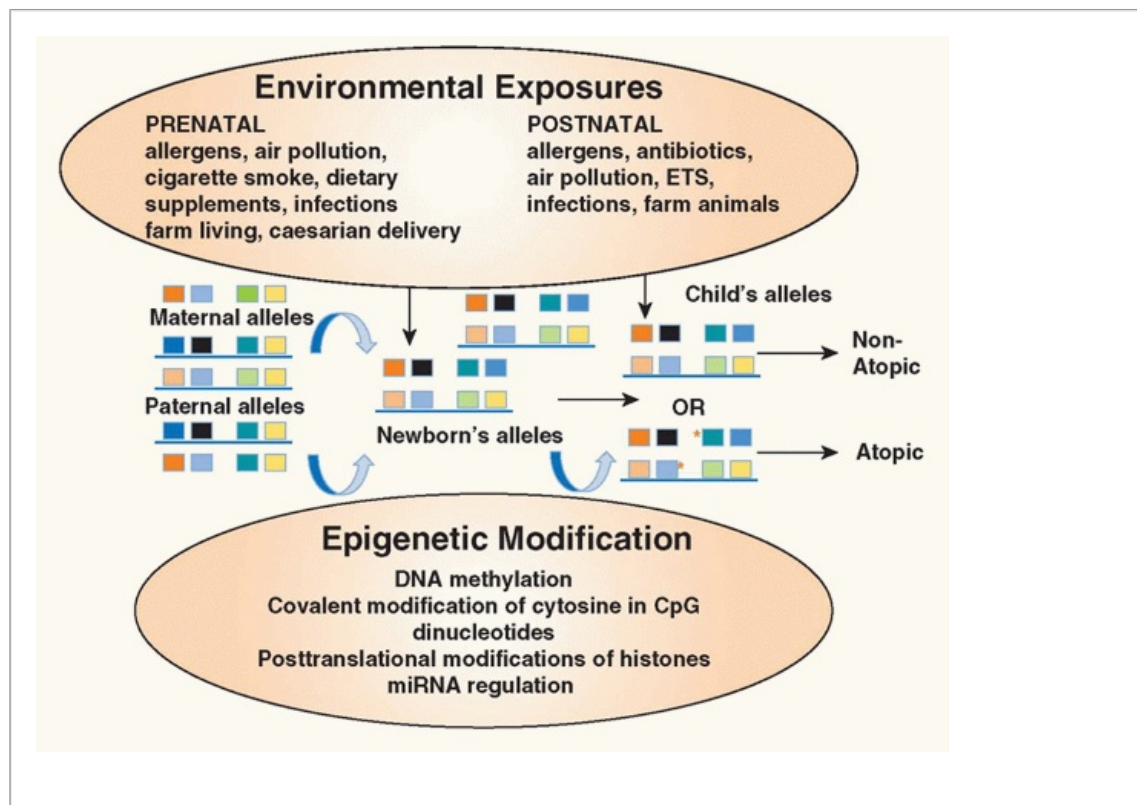 Environmental Exposures
PRENATAL
allergens, air pollution,
cigarette smoke, dietary
supplements, infections
farm living, caesarian delivery
POSTNATAL
allergens, antibiotics,
air pollution, ETS,
infections, farm animals
Maternal alleles
Paternal alleles
Newborn's alleles
Child's alleles
Non-
Atopic
OR
*
*
Atopic
Epigenetic Modification
DNA methylation
Covalent modification of cytosine in CpG
dinucleotides
Posttranslational modifications of histones
miRNA regulation